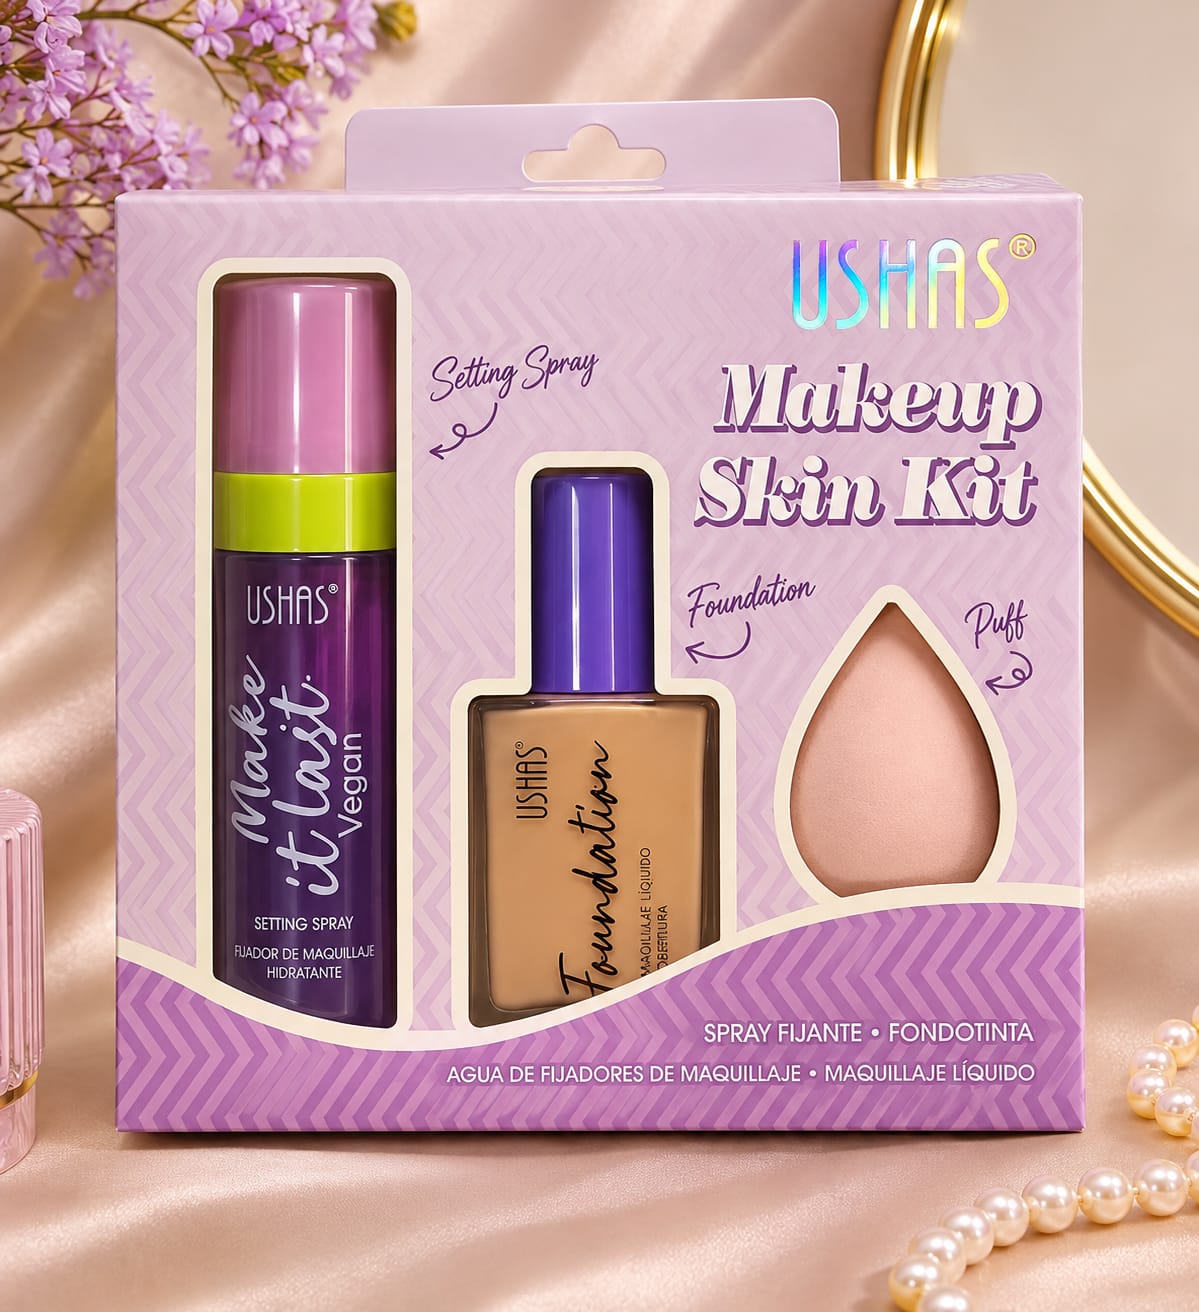 USHAS®
Makeup
Skin Kit
Setting Spray
Foundation
Puff
USHAS®
Make
it last.
Vegan
SETTING SPRAY
FIJADOR DE MAQUILLAJE
HIDRATANTE
USHAS®
Foundation
LÍQUIDO
SPRAY FIJANTE • FONDOTINTA
AGUA DE FIJADORES DE MAQUILLAJE • MAQUILLAJE LÍQUIDO